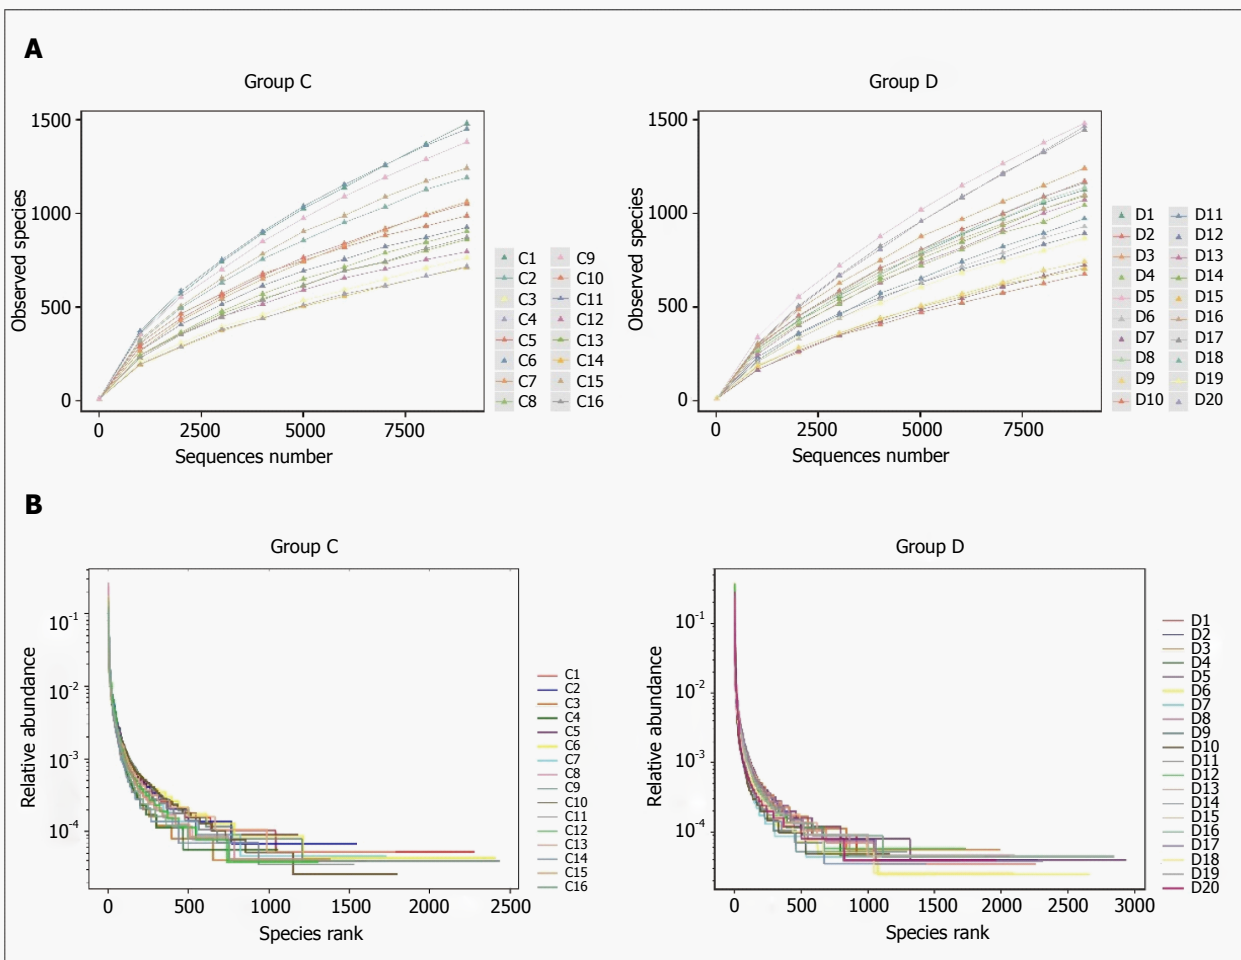 A
Group C
Group D
1500
1000
500
0
Observed species
0 2500 5000 7500
Sequences number
C1 C9
C2 C10
C3 C11
C4 C12
C5 C13
C6 C14
C7 C15
C8 C16
1500
1000
500
0
Observed species
0 2500 5000 7500
Sequences number
D1 D11
D2 D12
D3 D13
D4 D14
D5 D15
D6 D16
D7 D17
D8 D18
D9 D19
D10 D20
B
Group C
Group D
10-1
10-2
10-3
10-4
Relative abundance
0 500 1000 1500 2000 2500
Species rank
C1
C2
C3
C4
C5
C6
C7
C8
C9
C10
C11
C12
C13
C14
C15
C16
10-1
10-2
10-3
10-4
Relative abundance
0 500 1000 1500 2000 2500 3000
Species rank
D1
D2
D3
D4
D5
D6
D7
D8
D9
D10
D11
D12
D13
D14
D15
D16
D17
D18
D19
D20